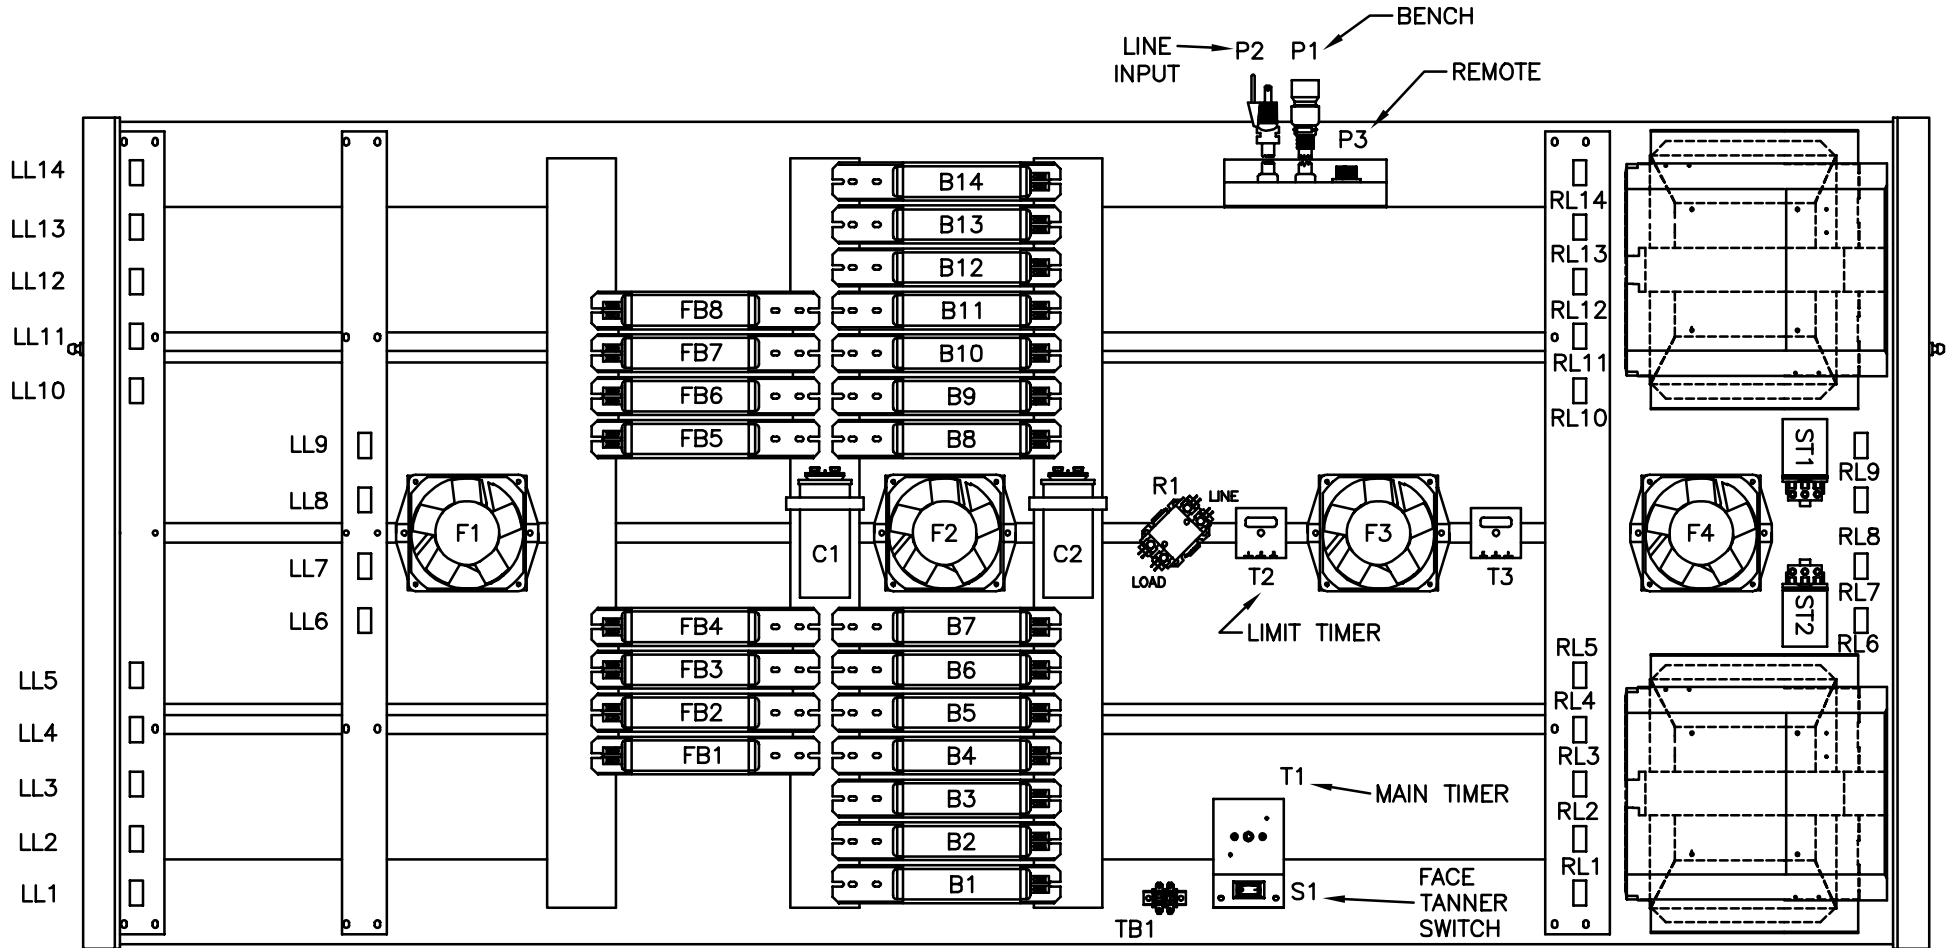 BENCH
LINE INPUT
P2
P1
REMOTE
P3
LL14
LL13
LL12
LL11
LL10
LL9
LL8
LL7
LL6
LL5
LL4
LL3
LL2
LL1
F1
FB8
FB7
FB6
FB5
FB4
FB3
FB2
FB1
B14
B13
B12
B11
B10
B9
B8
C1
F2
C2
B7
B6
B5
B4
B3
B2
B1
R1
LINE
LOAD
T2
LIMIT TIMER
F3
T3
T1
MAIN TIMER
S1
FACE
TANNER
SWITCH
TB1
RL14
RL13
RL12
RL11
RL10
RL5
RL4
RL3
RL2
RL1
F4
ST1
ST2
RL9
RL8
RL7
RL6